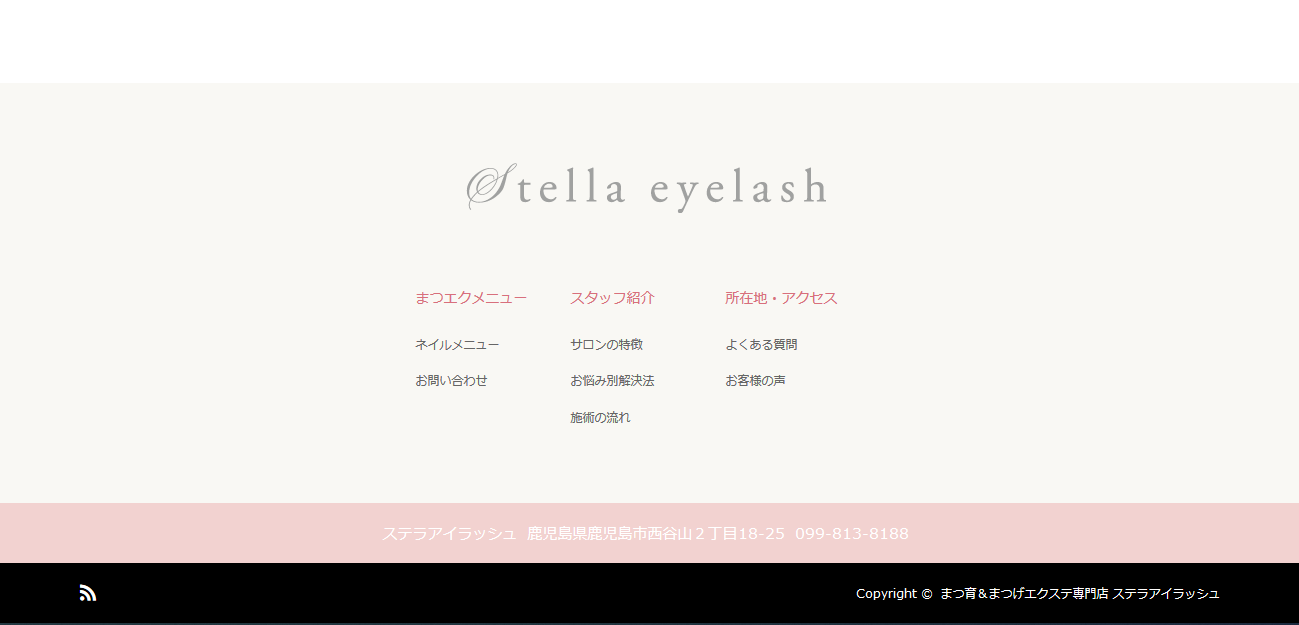 Stella eyelash
まつエクメニュー
ネイルメニュー
お問い合わせ
スタッフ紹介
サロンの特徴
お悩み別解決法
施術の流れ
所在地・アクセス
よくある質問
お客様の声
ステラアイラッシュ 鹿児島県鹿児島市西谷山２丁目18-25 099-813-8188
Copyright © まつ育＆まつげエクステ専門店 ステラアイラッシュ